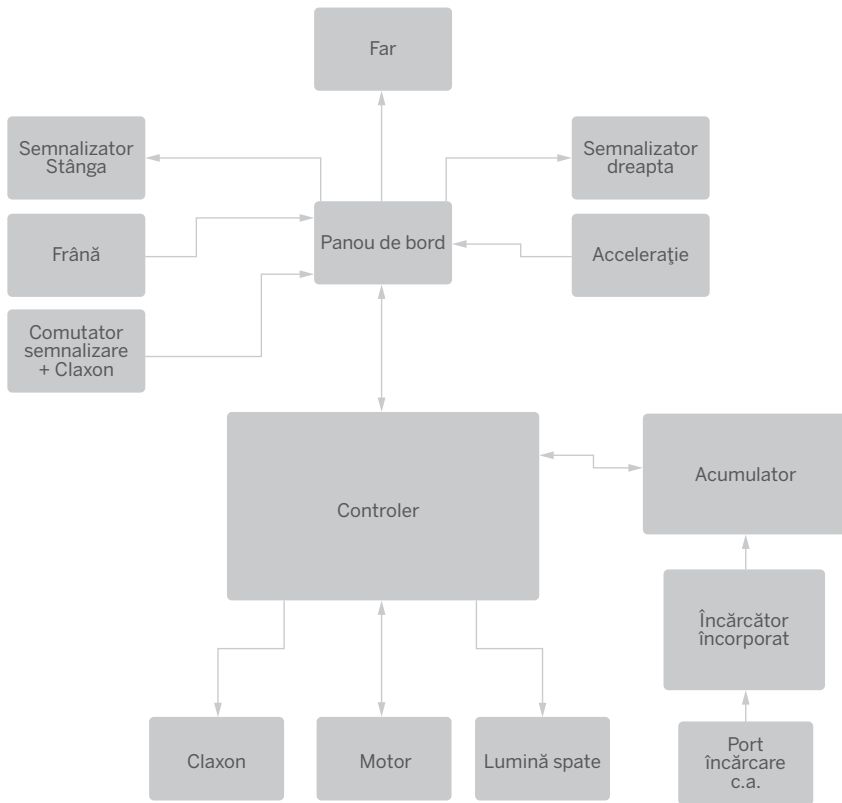 Far
Semnalizator
Stânga
Semnalizator
dreapta
Frână
Panou de bord
Acceleraţie
Comutator
semnalizare
+ Claxon
Controler
Acumulator
Încărcător
încorporat
Claxon
Motor
Lumină spate
Port
încărcare
c.a.